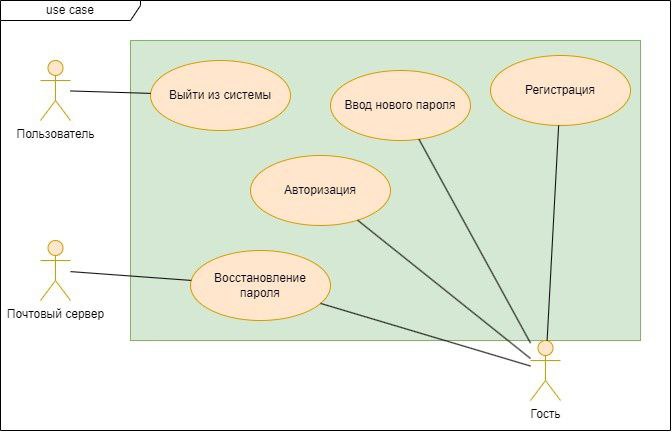 use case
Выйти из системы
Ввод нового пароля
Регистрация
Пользователь
Авторизация
Восстановление
пароля
Почтовый сервер
Гость